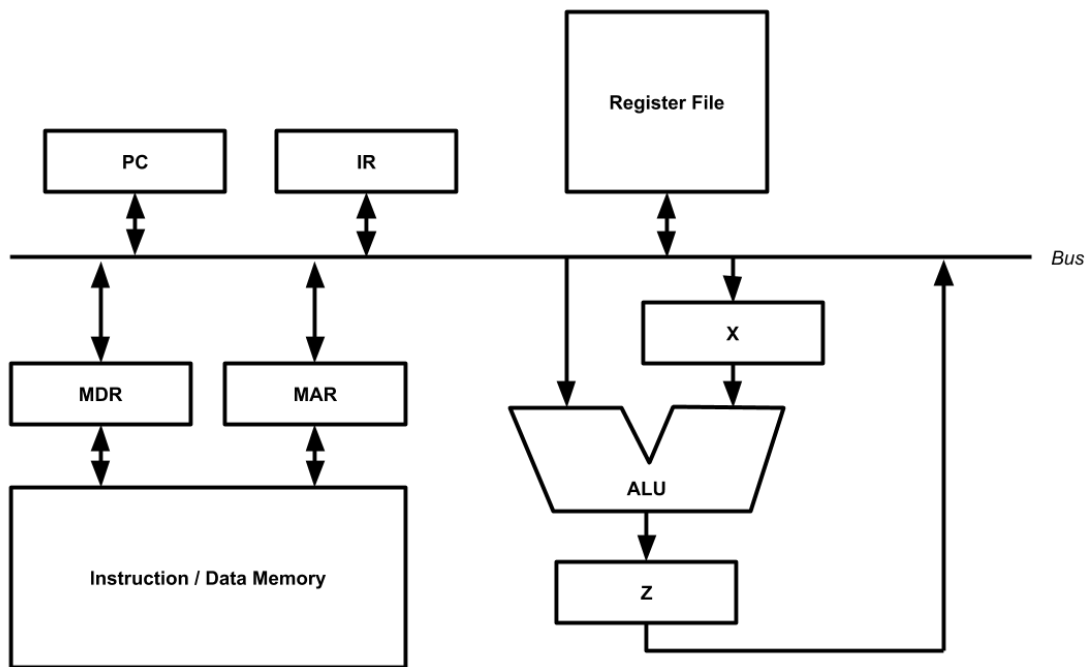 Register File
PC
IR
Bus
X
MDR
MAR
ALU
Instruction / Data Memory
Z